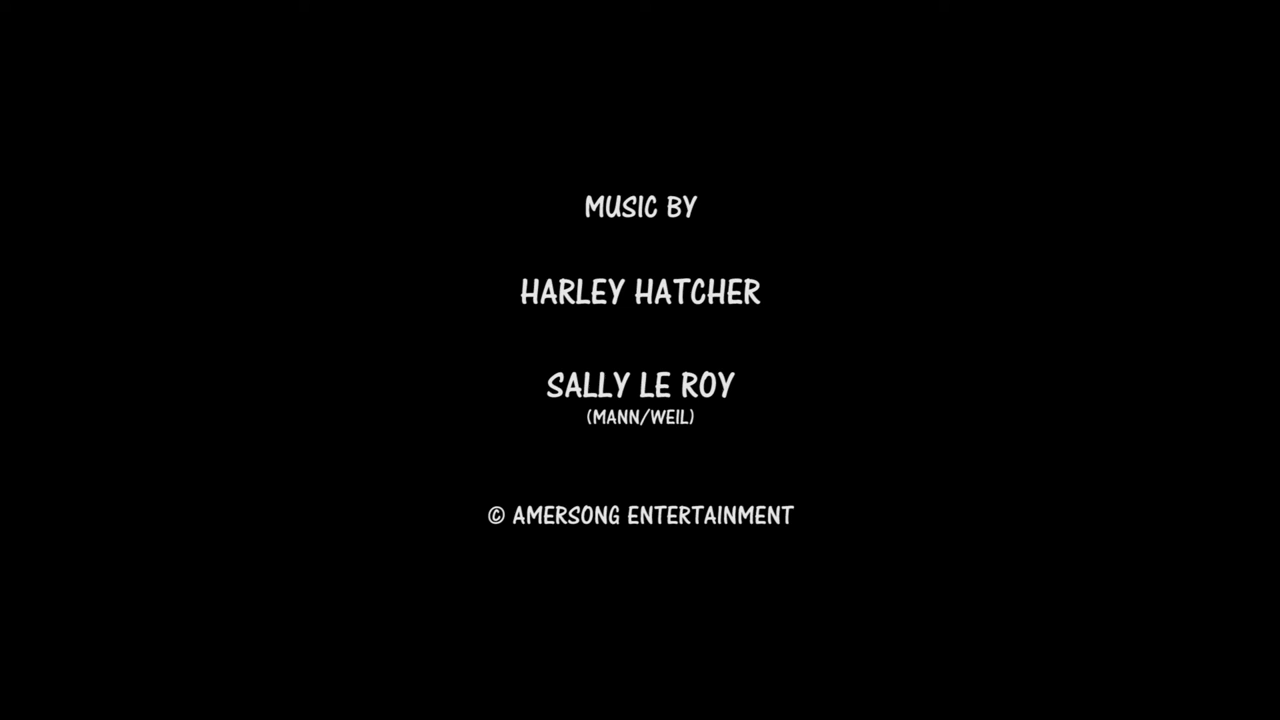 MUSIC BY
HARLEY HATCHER
SALLY LE ROY
(MANN/WEIL)
© AMERSONG ENTERTAINMENT